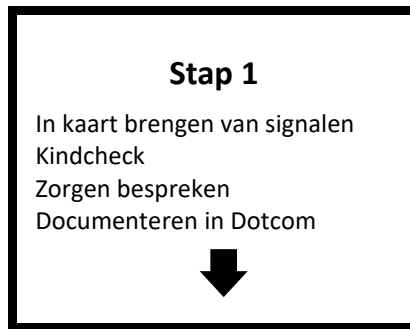 Stap 1
In kaart brengen van signalen
Kindcheck
Zorgen bespreken
Documenteren in Dotcom